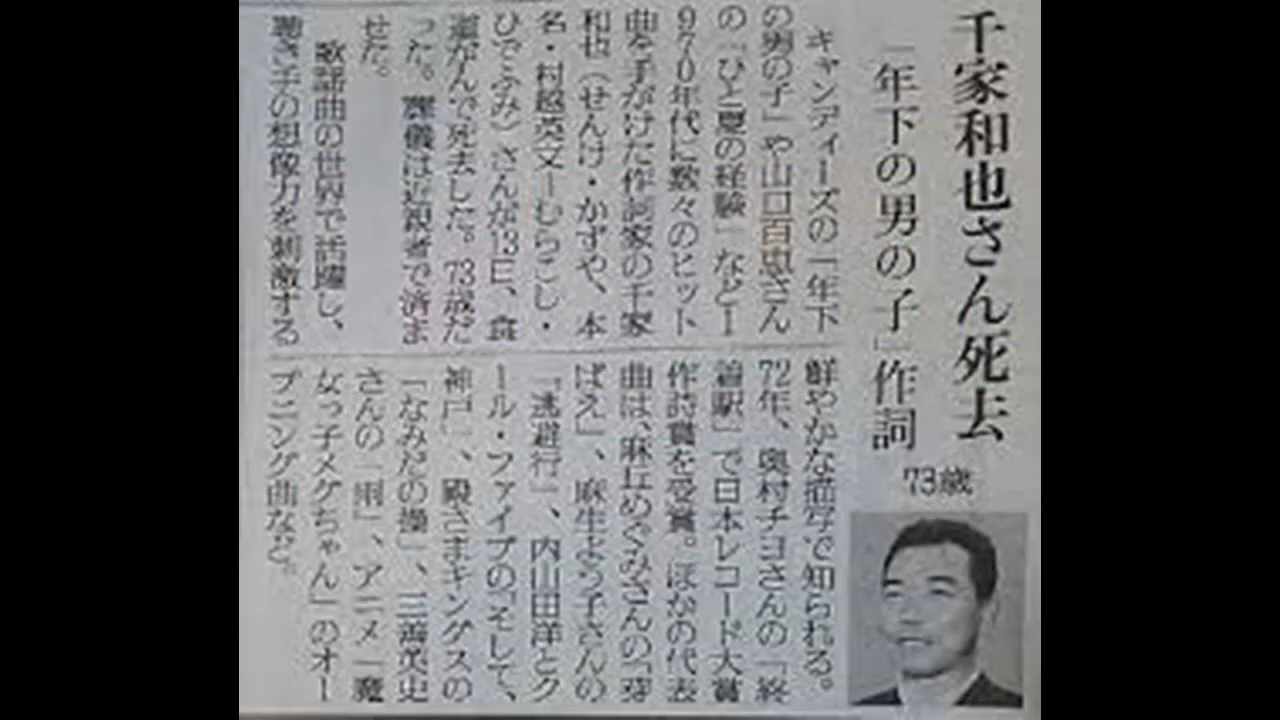 千家和也さん死去
「年下の男の子」作詞
73歳
キャンディーズの「年下
の男の子」や山口百恵さん
の「ひと夏の経験」など1
970年代に数々のヒット
曲を手がけた作詞家の千家
和也（せんけ・かずや、本
名・村越英文＝むらこし・
ひでふみ）さんが13日、食
道がんで死去した。73歳だ
った。葬儀は近親者で済ま
せた。
歌謡曲の世界で活躍し、
聴き手の想像力を刺激する
鮮やかな描写で知られる。
72年、奥村チヨさんの「終
着駅」で日本レコード大賞
作詩賞を受賞。ほかの代表
曲は、麻丘めぐみさんの「芽
ばえ」、麻生よう子さんの
「逃避行」、内山田洋とク
ール・ファイブの「そして、
神戸」、殿さまキングスの
「なみだの操」、三善英史
さんの「雨」、アニメ「魔
女っ子メグちゃん」のオー
プニング曲など。